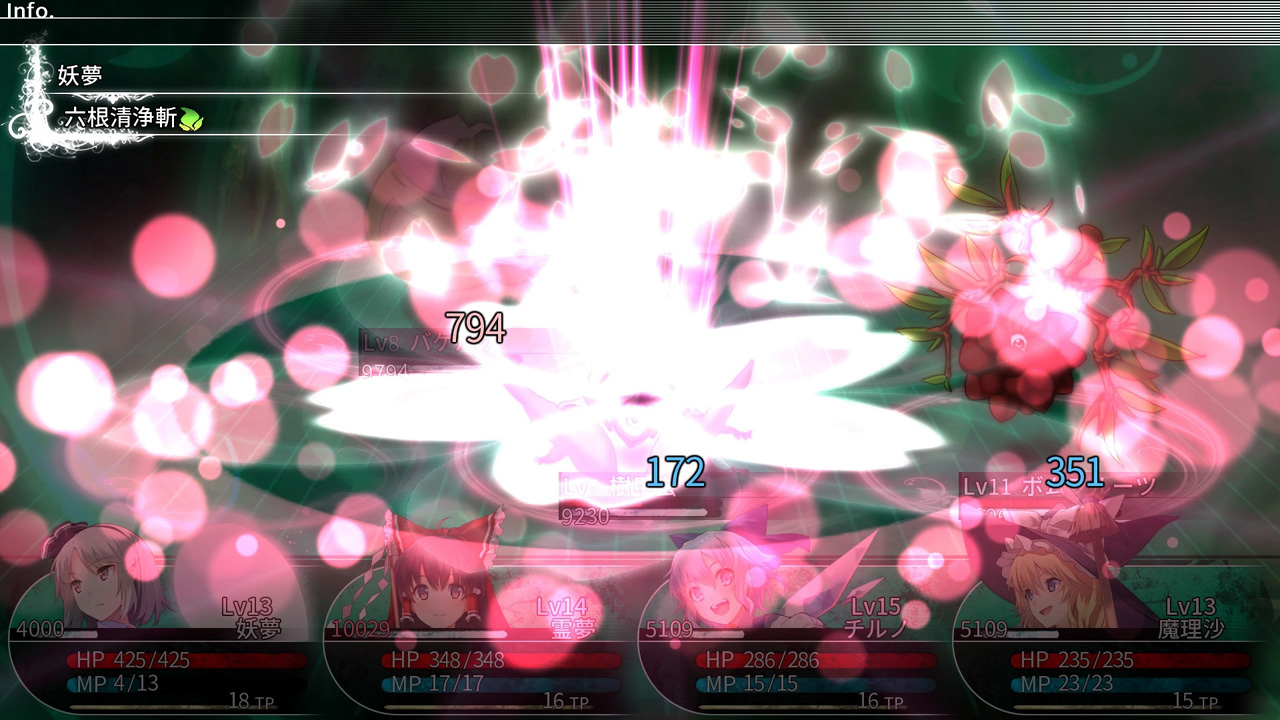 Info.
妖夢
六根清浄斬
794
Lv8 バケ
9794
172
351
Lv11
9230
4000
Lv13
妖夢
HP 425/425
MP 4/13
18 TP
10029
Lv14
霊夢
HP 348/348
MP 17/17
16 TP
5109
Lv15
チルノ
HP 286/286
MP 15/15
16 TP
5109
Lv13
魔理沙
HP 235/235
MP 23/23
15 TP